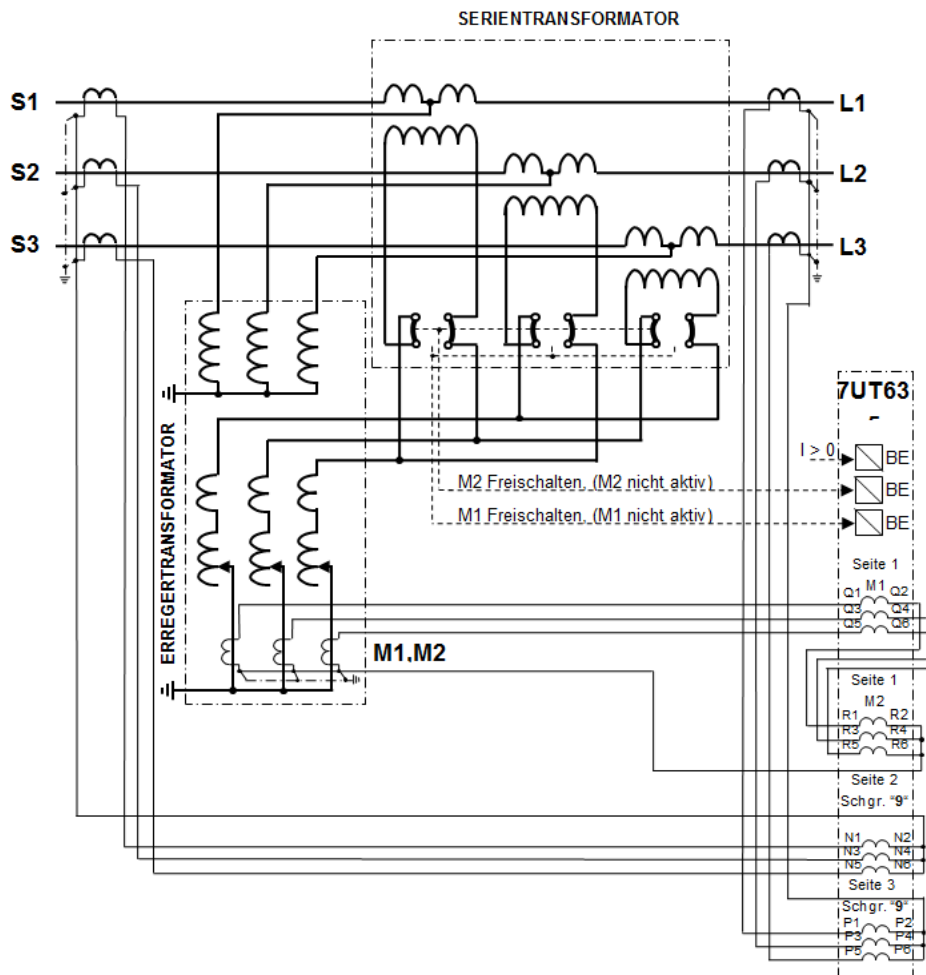 SERIENTRANSFORMATOR
S1
L1
S2
L2
S3
L3
7UT63
-
I > 0
BE
M2 Freischalten, (M2 nicht aktiv)
BE
M1 Freischalten, (M1 nicht aktiv)
BE
ERREGERTRANSFORMATOR
Seite 1
M1
Q1 Q2
Q3 Q4
Q5 Q6
M1,M2
Seite 1
M2
R1 R2
R3 R4
R5 R6
Seite 2
Schgr. "9"
N1 N2
N3 N4
N5 N6
Seite 3
Schgr. "9"
P1 P2
P3 P4
P5 P6